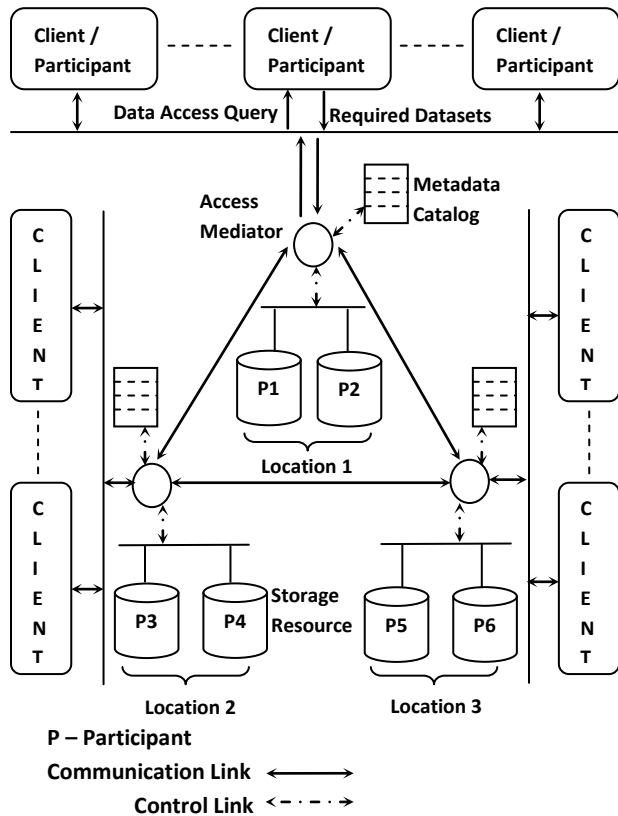 Client /
Participant
Client /
Participant
Client /
Participant
Data Access Query
Required Datasets
Access
Mediator
Metadata
Catalog
C
L
I
E
N
T
C
L
I
E
N
T
P1
P2
Location 1
C
L
I
E
N
T
C
L
I
E
N
T
P3
P4
Storage
Resource
P5
P6
Location 2
Location 3
P – Participant
Communication Link
Control Link